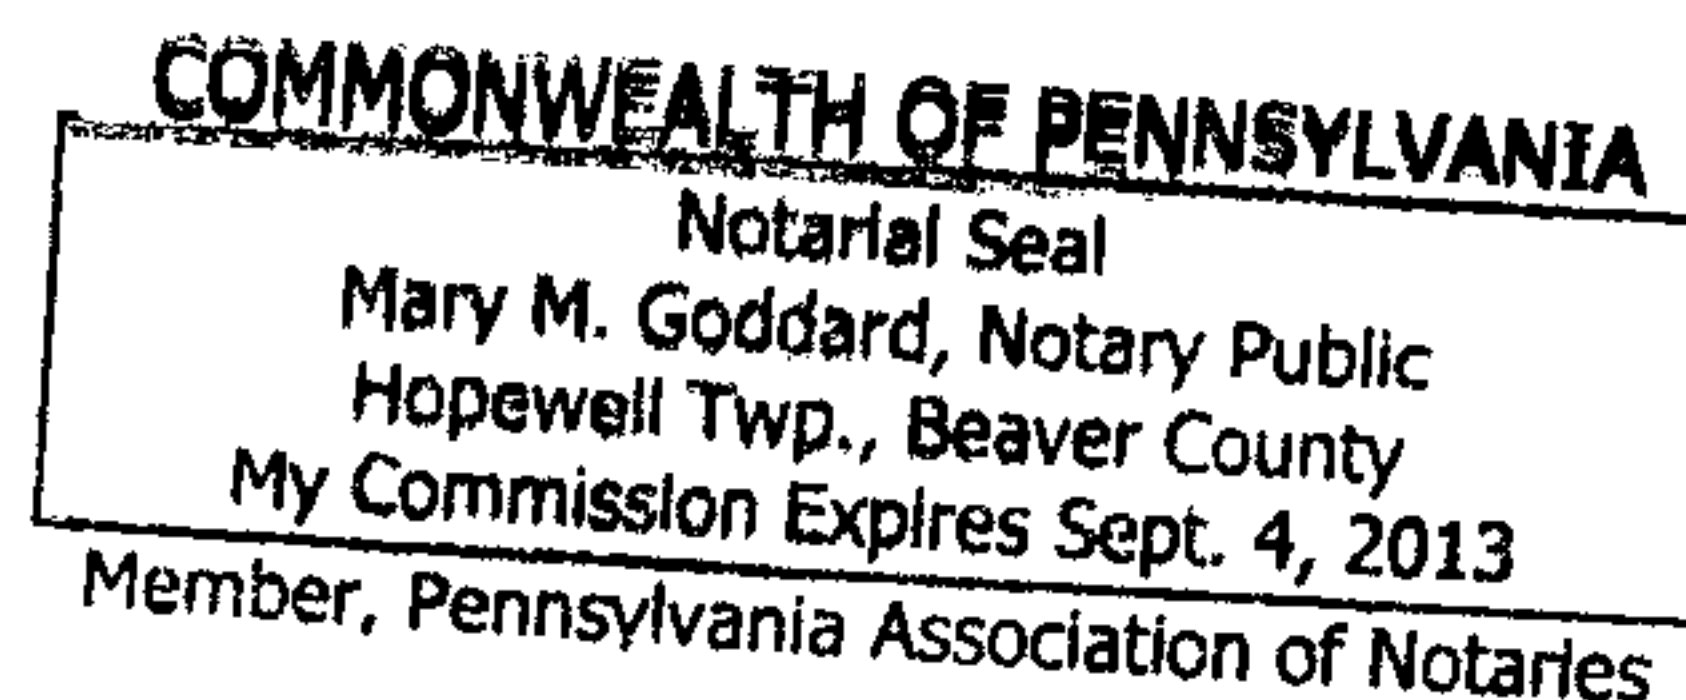 COMMONWEALTH OF PENNSYLVANIA
Notarial Seal
Mary M. Goddard, Notary Public
Hopewell Twp., Beaver County
My Commission Expires Sept. 4, 2013
Member, Pennsylvania Association of Notaries